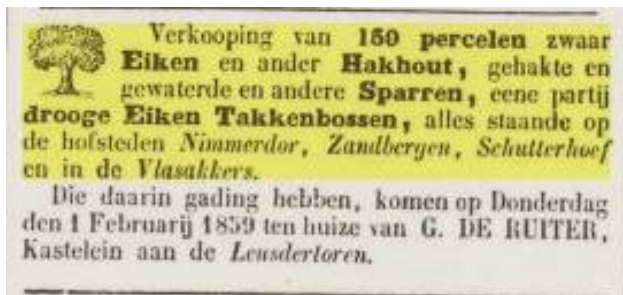 Verkooping van 150 percelen zwaar
Eiken en ander Hakhout, gehakte en
gewaterde en andere Sparren, eene partij
drooge Eiken Takkenbossen, alles staande op
de hofsteden Nimmerdor, Zandbergen, Schutterhoef
en in de Vlasakkers.
Die daarin gading hebben, komen op Donderdag
den 1 Februarij 1859 ten huize van G. DE RUITER,
Kastelein aan de Leusdertoren.